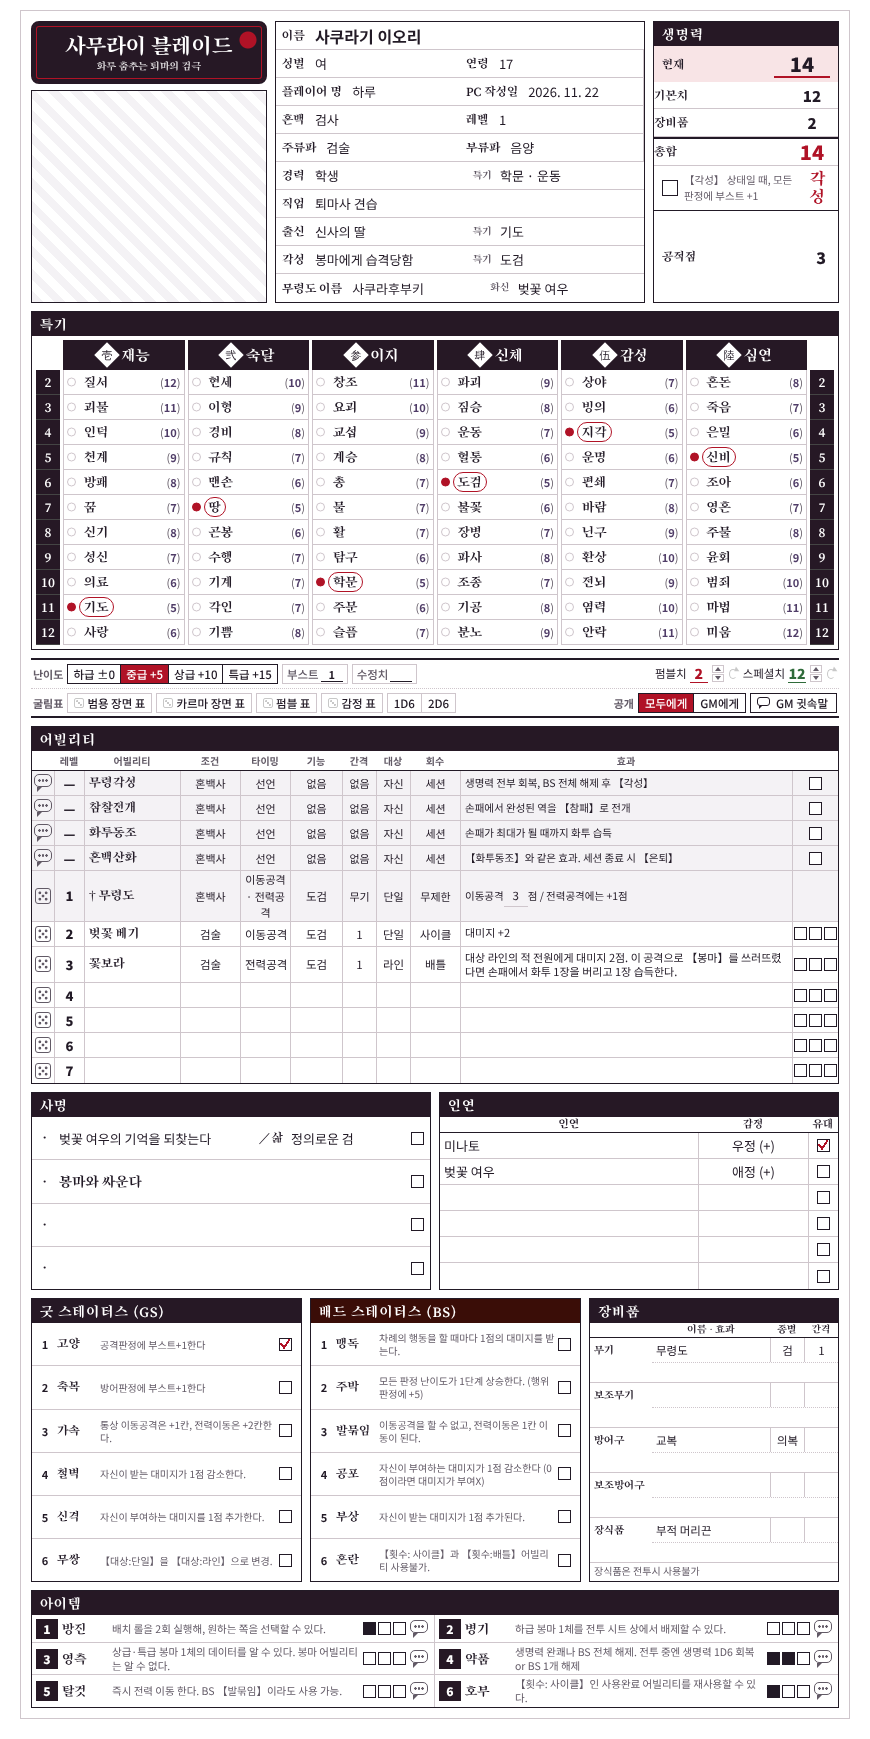 사무라이 블레이드
화투 춤추는 퇴마의 검극
이름 사쿠라기 이오리
성별 여 연령 17
플레이어 명 하루 PC 작성일 2026. 11. 22
혼백 검사 레벨 1
주류파 검술 부류파 음양
경력 학생 특기 학문 · 운동
직업 퇴마사 견습
출신 신사의 딸 특기 기도
각성 봉마에게 습격당함 특기 도검
무령도 이름 사쿠라후부키 화신 벚꽃 여우
생명력
현재 14
기본치 12
장비품 2
총합 14
【각성】 상태일 때, 모든 판정에 부스트 +1 각성
공적점 3
특기
壱 재능 弐 숙달 参 이지 肆 신체 伍 감성 陸 심연
2 질서 (12) 현세 (10) 창조 (11) 파괴 (9) 상야 (7) 혼돈 (8) 2
3 괴물 (11) 이형 (9) 요괴 (10) 짐승 (8) 빙의 (6) 죽음 (7) 3
4 인덕 (10) 경비 (8) 교섭 (9) 운동 (7) 지각 (5) 은밀 (6) 4
5 천계 (9) 규칙 (7) 계승 (8) 혈통 (6) 운명 (6) 신비 (5) 5
6 방패 (8) 맨손 (6) 총 (7) 도검 (5) 편쇄 (7) 조아 (6) 6
7 꿈 (7) 땅 (5) 불 (7) 불꽃 (6) 바람 (8) 영혼 (7) 7
8 신기 (8) 곤봉 (6) 활 (7) 장병 (7) 닌구 (9) 주물 (8) 8
9 성신 (7) 수행 (7) 탐구 (6) 파사 (8) 환상 (10) 윤회 (9) 9
10 의료 (6) 기계 (7) 학문 (5) 조종 (7) 전뇌 (9) 범죄 (10) 10
11 기도 (5) 각인 (7) 주문 (6) 기공 (8) 염력 (10) 마법 (11) 11
12 사랑 (6) 기쁨 (8) 슬픔 (7) 분노 (9) 안락 (11) 미움 (12) 12
난이도 하급 ±0 중급 +5 상급 +10 특급 +15 부스트 1 수정치 펌블치 2 스페셜치 12
굴림표 범용 장면 표 카르마 장면 표 펌블 표 감정 표 1D6 2D6 공개 모두에게 GM에게 GM 귓속말
어빌리티
레벨 어빌리티 조건 타이밍 기능 간격 대상 회수 효과
— 무령각성 혼백사 선언 없음 없음 자신 세션 생명력 전부 회복, BS 전체 해제 후 【각성】
— 참찰전개 혼백사 선언 없음 없음 자신 세션 손패에서 완성된 역을 【참패】로 전개
— 화투동조 혼백사 선언 없음 없음 자신 세션 손패가 최대가 될 때까지 화투 습득
— 혼백산화 혼백사 선언 없음 없음 자신 세션 【화투동조】와 같은 효과. 세션 종료 시 【은퇴】
1 † 무령도 혼백사 이동공격 · 전력공격 도검 무기 단일 무제한 이동공격 3 점 / 전력공격에는 +1점
2 벚꽃 베기 검술 이동공격 도검 1 단일 사이클 대미지 +2
3 꽃보라 검술 전력공격 도검 1 라인 배틀 대상 라인의 적 전원에게 대미지 2점. 이 공격으로 【봉마】를 쓰러뜨렸다면 손패에서 화투 1장을 버리고 1장 습득한다.
4
5
6
7
사명
· 벚꽃 여우의 기억을 되찾는다 ／삶 정의로운 검
· 봉마와 싸운다
·
·
인연
인연 감정 유대
미나토 우정 (+)
벚꽃 여우 애정 (+)
굿 스테이터스 (GS)
1 고양 공격판정에 부스트+1한다
2 축복 방어판정에 부스트+1한다
3 가속 통상 이동공격은 +1칸, 전력이동은 +2칸한다.
4 철벽 자신이 받는 대미지가 1점 감소한다.
5 신격 자신이 부여하는 대미지를 1점 추가한다.
6 무쌍 【대상:단일】을 【대상:라인】으로 변경.
배드 스테이터스 (BS)
1 맹독 차례의 행동을 할 때마다 1점의 대미지를 받는다.
2 주박 모든 판정 난이도가 1단계 상승한다. (행위판정에 +5)
3 발묶임 이동공격을 할 수 없고, 전력이동은 1칸 이동이 된다.
4 공포 자신이 부여하는 대미지가 1점 감소한다 (0점이라면 대미지가 부여X)
5 부상 자신이 받는 대미지가 1점 추가된다.
6 혼란 【횟수: 사이클】과 【횟수:배틀】어빌리티 사용불가.
장비품
이름 · 효과 종별 간격
무기 무령도 검 1
보조무기
방어구 교복 의복
보조방어구
장식품 부적 머리끈
장식품은 전투시 사용불가
아이템
1 방진 배치 롤을 2회 실행해, 원하는 쪽을 선택할 수 있다.
2 병기 하급 봉마 1체를 전투 시트 상에서 배제할 수 있다.
3 영측 상급·특급 봉마 1체의 데이터를 알 수 있다. 봉마 어빌리티는 알 수 없다.
4 약품 생명력 완쾌나 BS 전체 해제. 전투 중엔 생명력 1D6 회복 or BS 1개 해제
5 탈것 즉시 전력 이동 한다. BS 【발묶임】이라도 사용 가능.
6 호부 【횟수: 사이클】인 사용완료 어빌리티를 재사용할 수 있다.